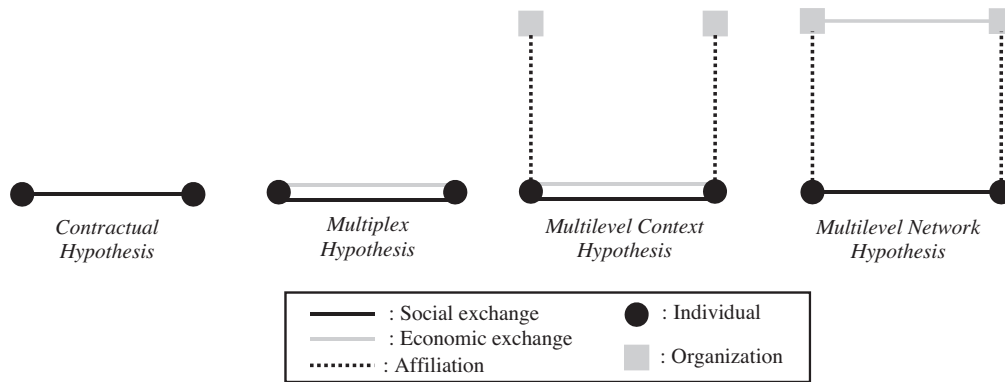 Contractual
Hypothesis
Multiplex
Hypothesis
Multilevel Context
Hypothesis
Multilevel Network
Hypothesis
: Social exchange
: Economic exchange
: Affiliation
: Individual
: Organization